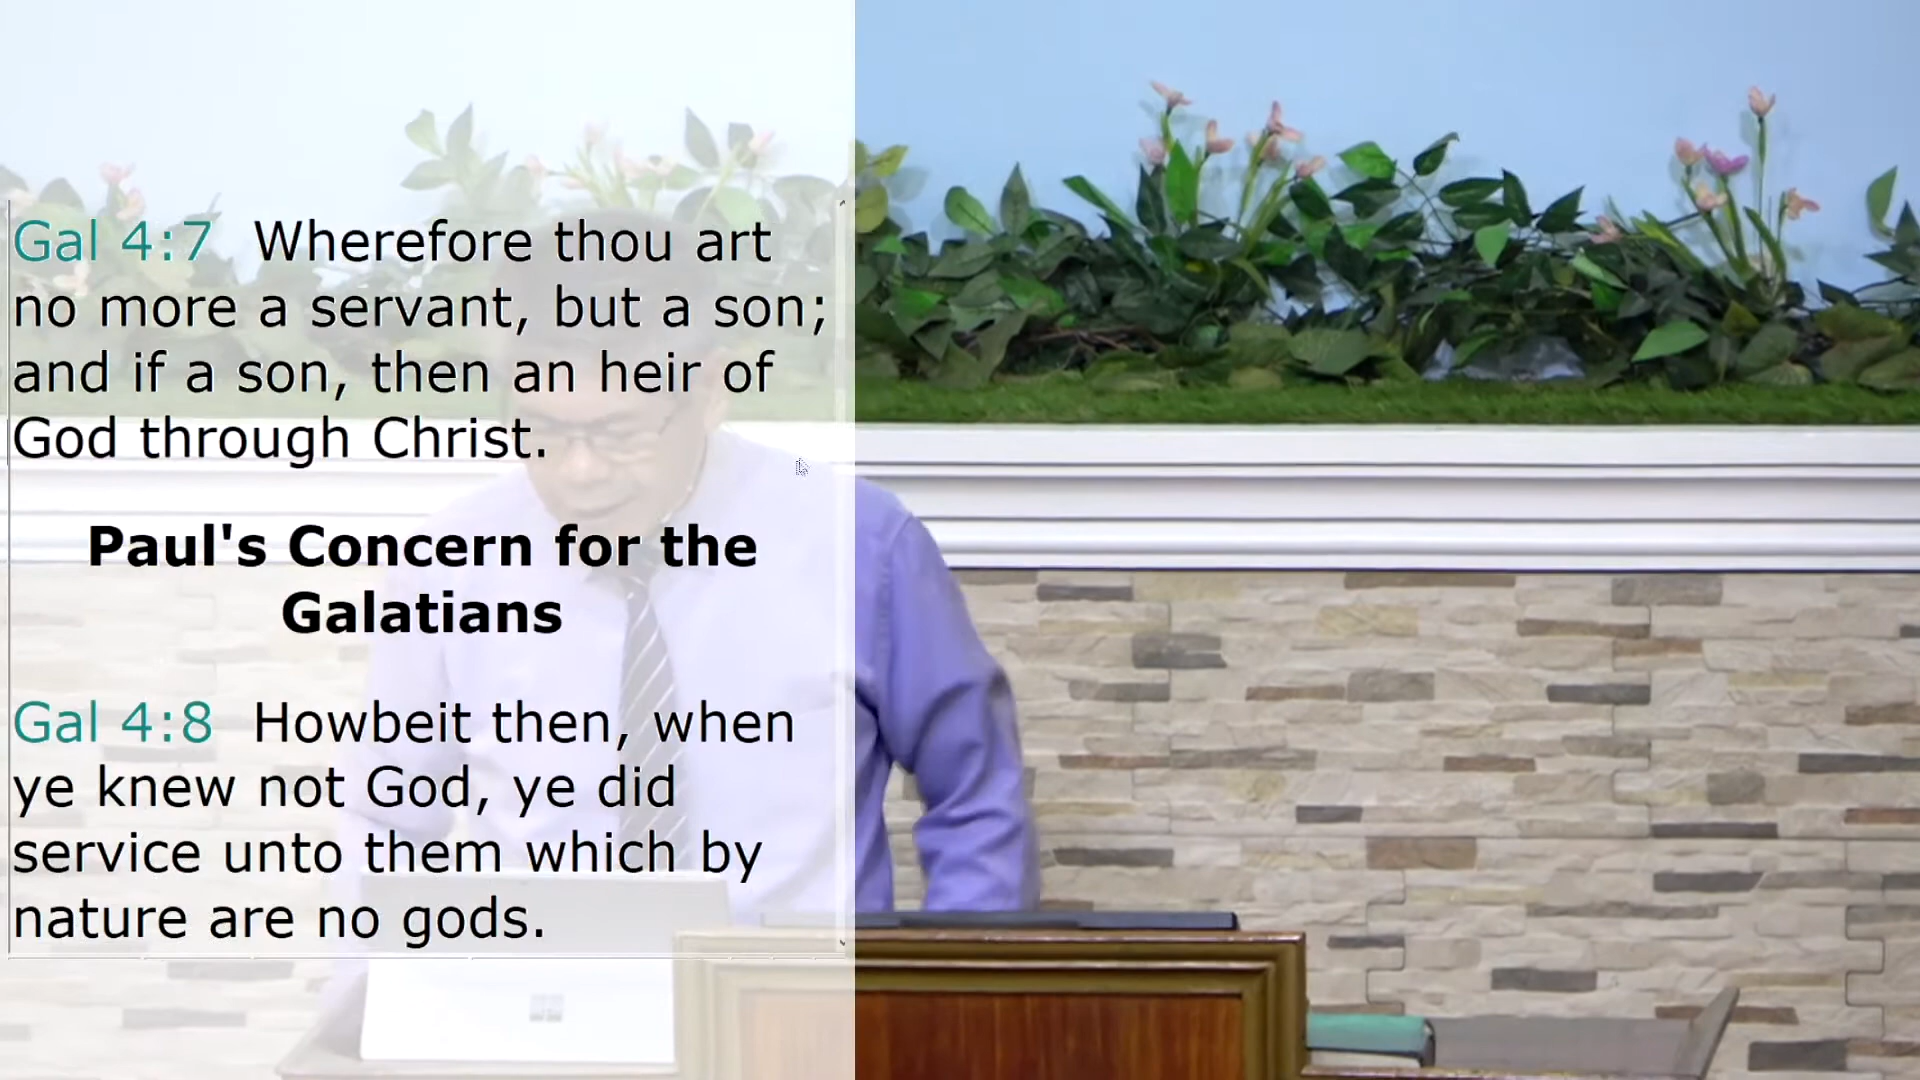 Gal 4:7 Wherefore thou art
no more a servant, but a son;
and if a son, then an heir of
God through Christ.
Paul's Concern for the
Galatians
Gal 4:8 Howbeit then, when
ye knew not God, ye did
service unto them which by
nature are no gods.